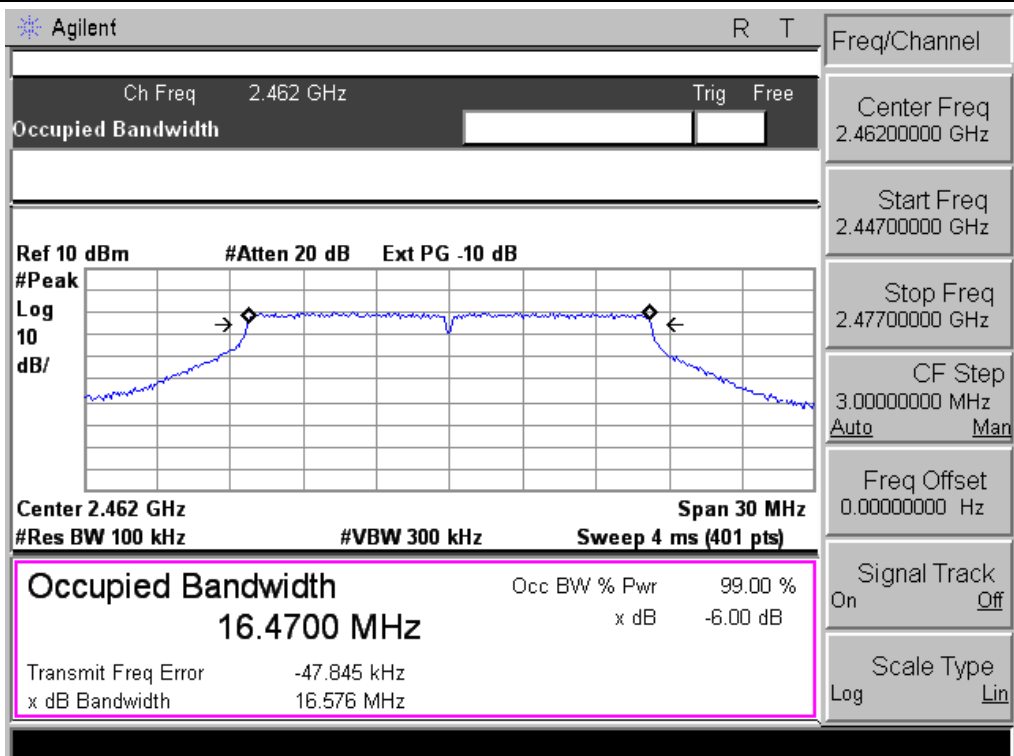 Agilent R T
Ch Freq 2.462 GHz Trig Free
Occupied Bandwidth
Ref 10 dBm #Atten 20 dB Ext PG -10 dB
#Peak
Log
10
dB/
Center 2.462 GHz Span 30 MHz
#Res BW 100 kHz #VBW 300 kHz Sweep 4 ms (401 pts)
Occupied Bandwidth
16.4700 MHz
Occ BW % Pwr 99.00 %
x dB -6.00 dB
Transmit Freq Error -47.845 kHz
x dB Bandwidth 16.576 MHz
Freq/Channel
Center Freq
2.46200000 GHz
Start Freq
2.44700000 GHz
Stop Freq
2.47700000 GHz
CF Step
3.00000000 MHz
Auto Man
Freq Offset
0.00000000 Hz
Signal Track
On Off
Scale Type
Log Lin